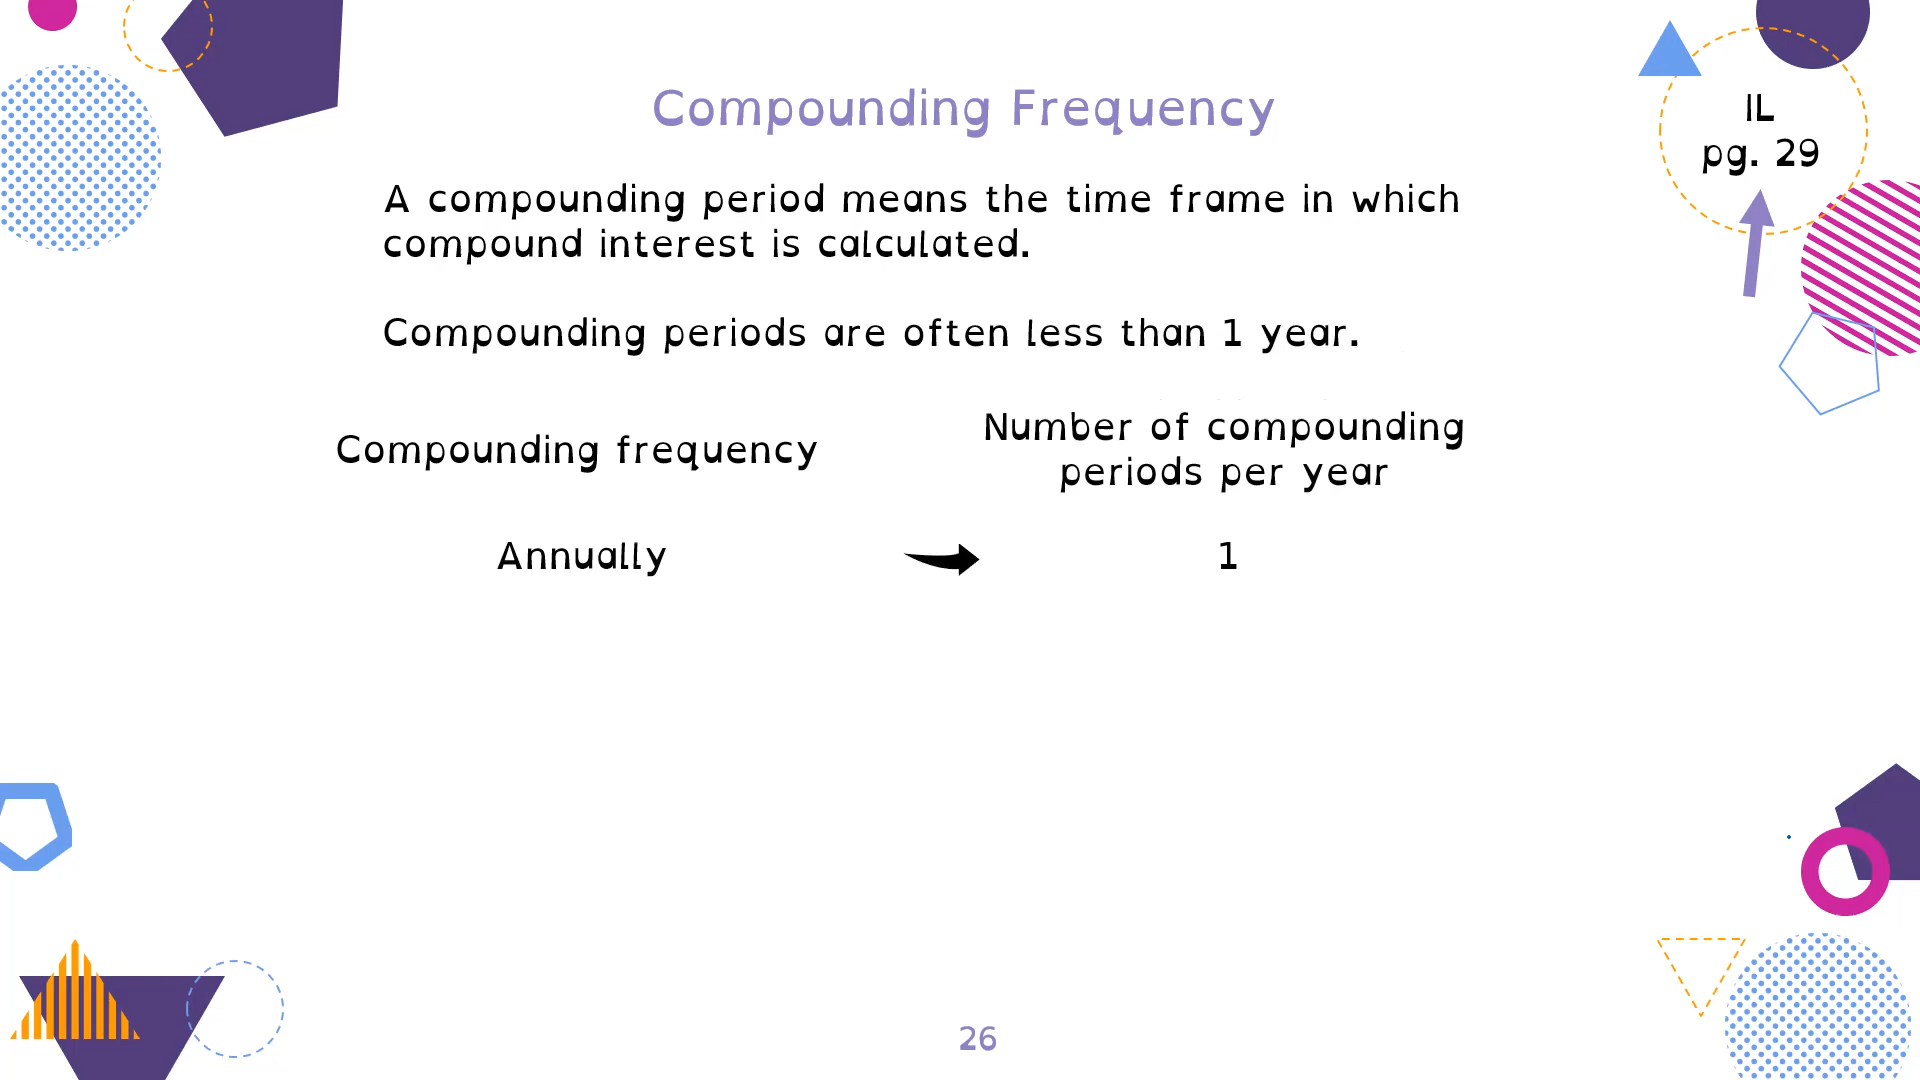 Compounding Frequency
IL
pg. 29
A compounding period means the time frame in which
compound interest is calculated.
Compounding periods are often less than 1 year.
Compounding frequency
Number of compounding
periods per year
Annually
1
26